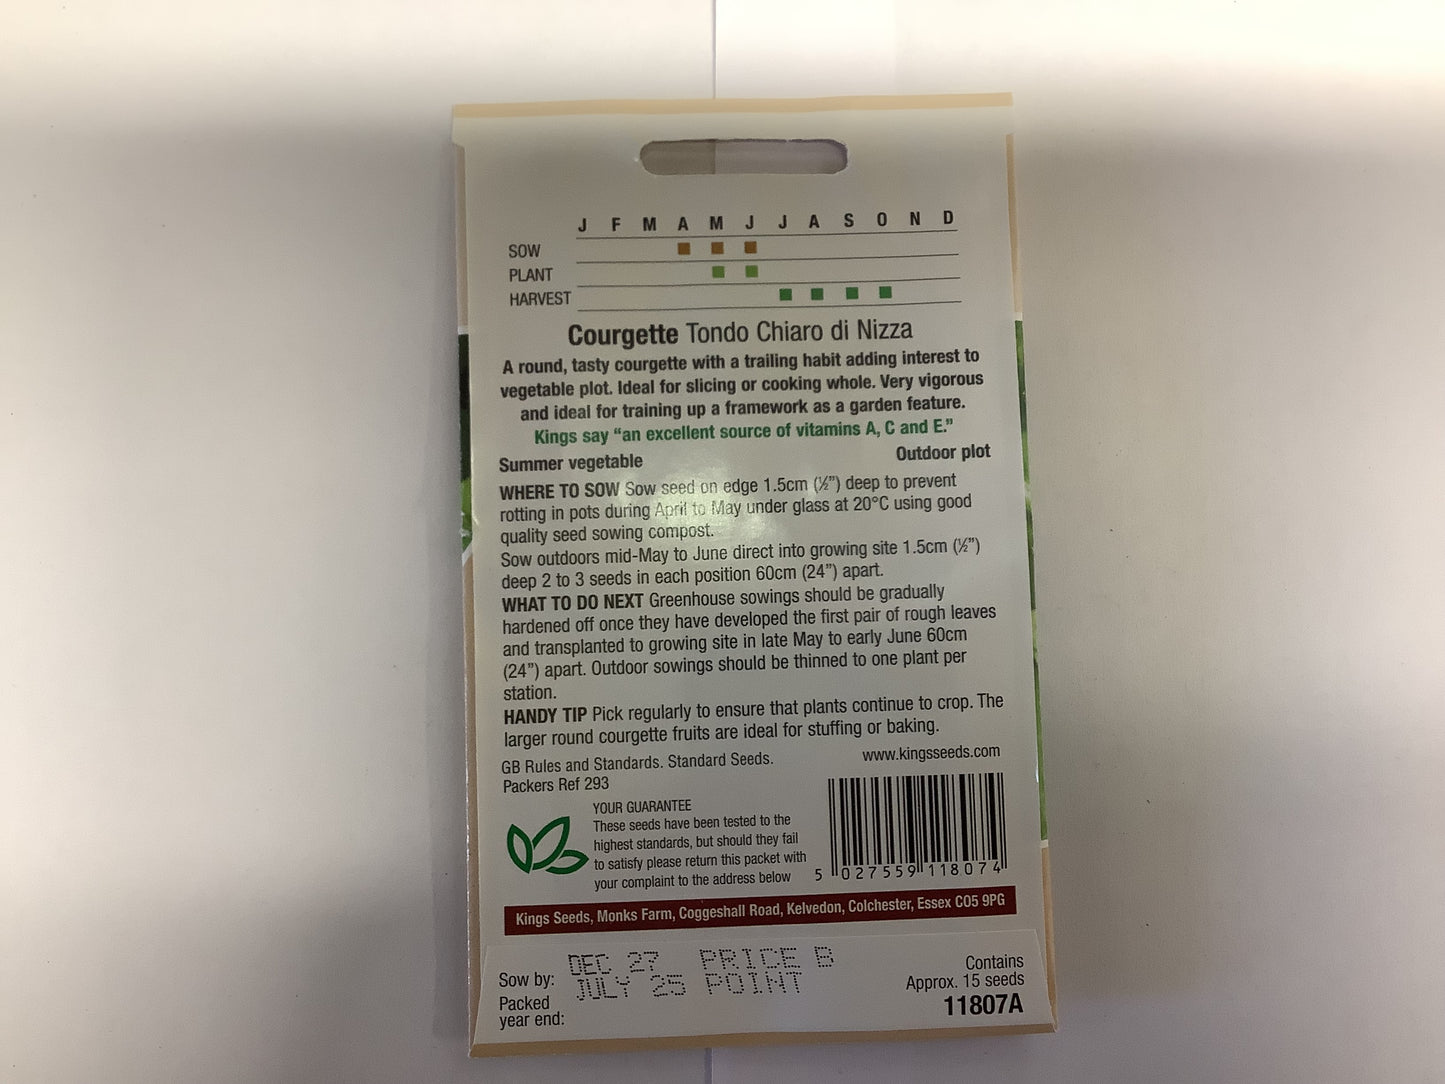 J F M A M J J A S O N D
SOW
PLANT
HARVEST
Courgette Tondo Chiaro di Nizza
A round, tasty courgette with a trailing habit adding interest to
vegetable plot. Ideal for slicing or cooking whole. Very vigorous
and ideal for training up a framework as a garden feature.
Kings say “an excellent source of vitamins A, C and E.”
Summer vegetable Outdoor plot
WHERE TO SOW Sow seed on edge 1.5cm (½”) deep to prevent
rotting in pots during April to May under glass at 20°C using good
quality seed sowing compost.
Sow outdoors mid-May to June direct into growing site 1.5cm (½”)
deep 2 to 3 seeds in each position 60cm (24”) apart.
WHAT TO DO NEXT Greenhouse sowings should be gradually
hardened off once they have developed the first pair of rough leaves
and transplanted to growing site in late May to early June 60cm
(24”) apart. Outdoor sowings should be thinned to one plant per
station.
HANDY TIP Pick regularly to ensure that plants continue to crop. The
larger round courgette fruits are ideal for stuffing or baking.
GB Rules and Standards. Standard Seeds. www.kingsseeds.com
Packers Ref 293
YOUR GUARANTEE
These seeds have been tested to the
highest standards, but should they fail
to satisfy please return this packet with
your complaint to the address below
5 027559 118074
Kings Seeds, Monks Farm, Coggeshall Road, Kelvedon, Colchester, Essex CO5 9PG
Sow by: DEC 27 PRICE B
Packed JULY 25 POINT
year end:
Contains
Approx. 15 seeds
11807A